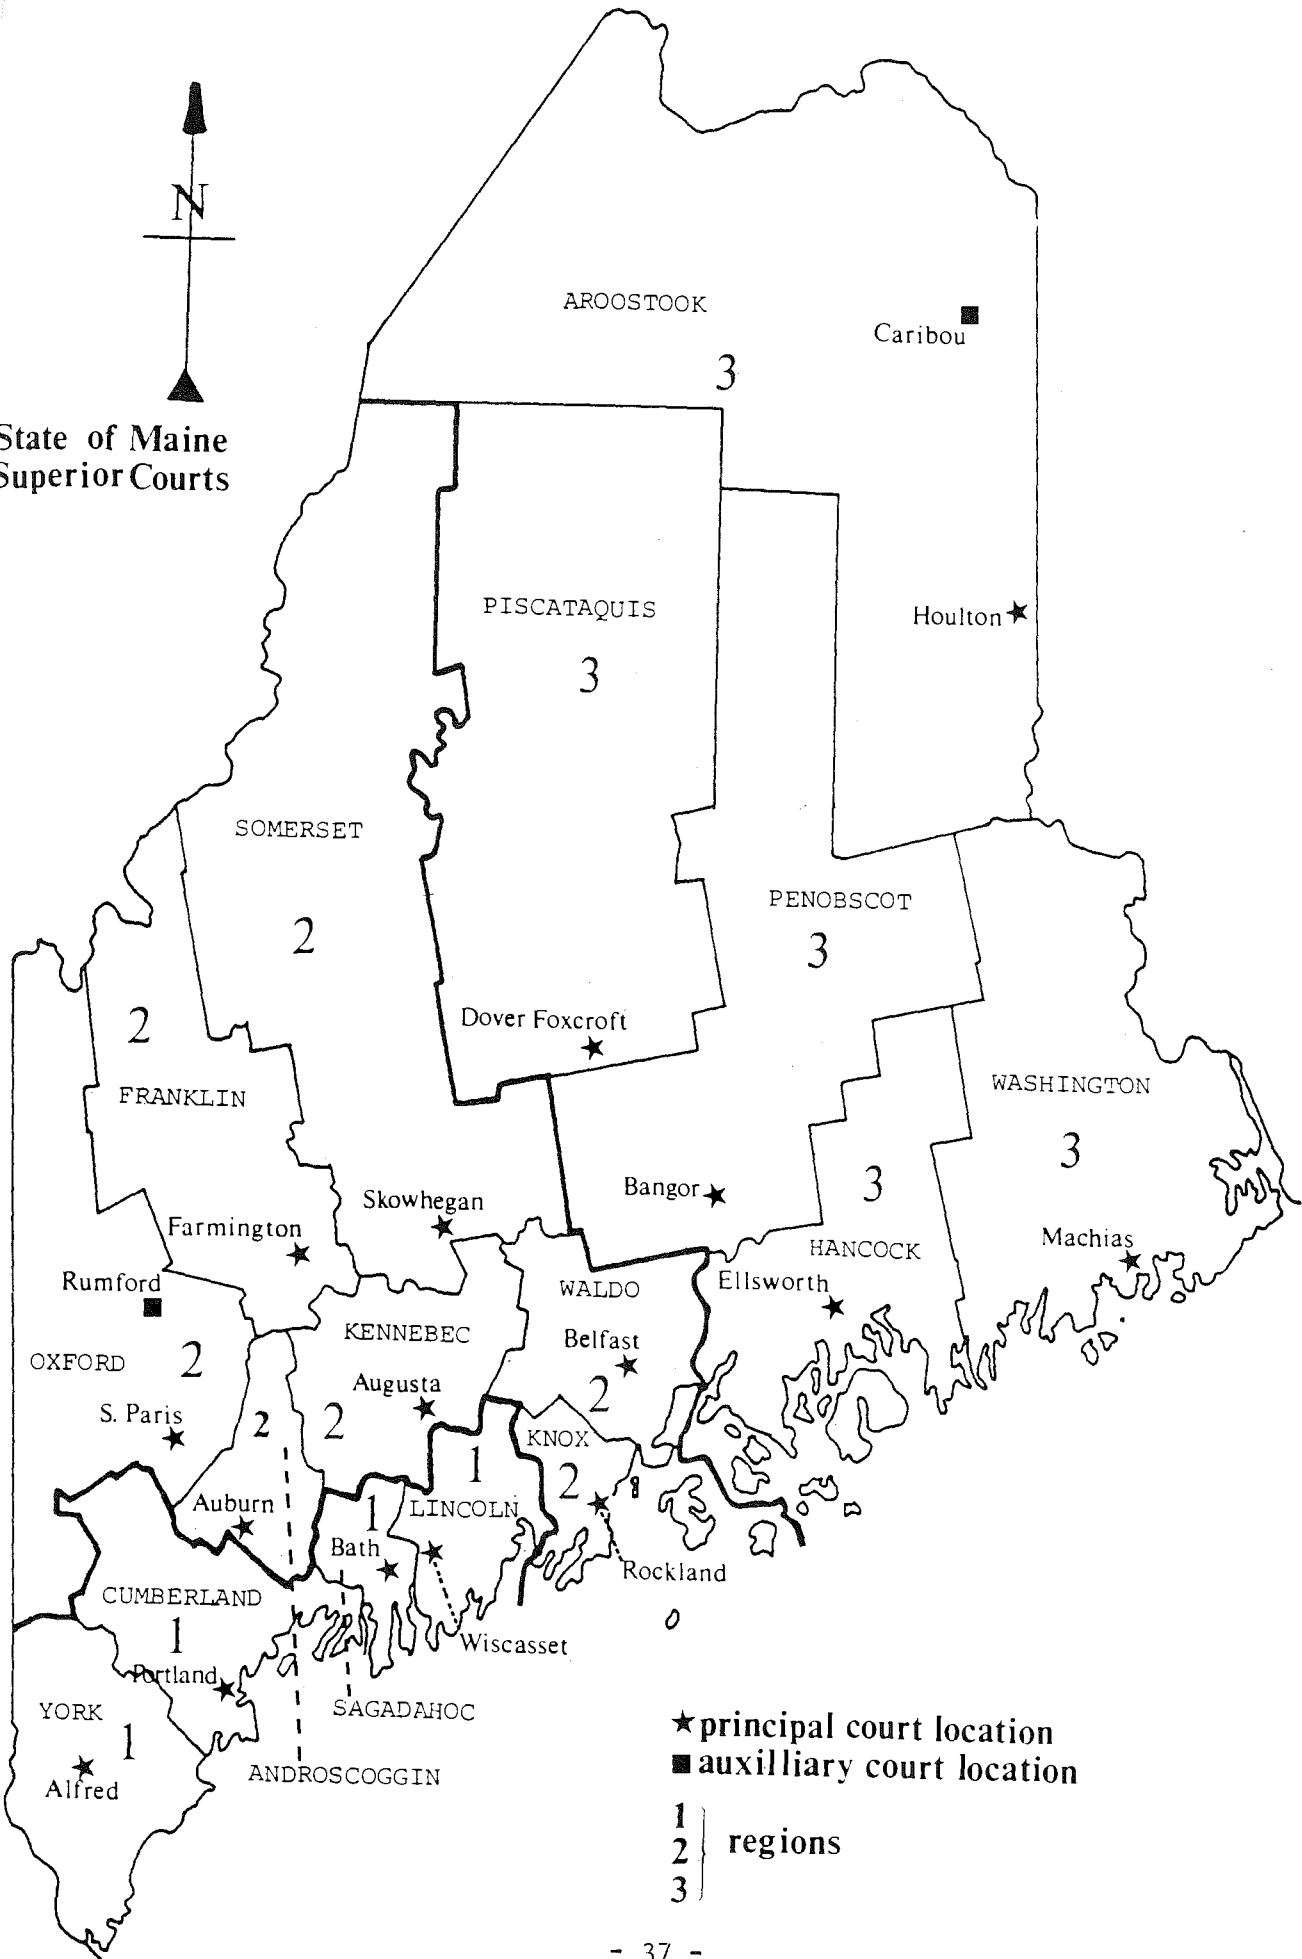 N
State of Maine
Superior Courts
AROOSTOOK
3
Caribou
PISCATAQUIS
3
Houlton
SOMERSET
2
PENOBSCOT
3
2
FRANKLIN
Dover Foxcroft
WASHINGTON
3
Bangor
3
Skowhegan
Farmington
HANCOCK
Machias
Rumford
Ellsworth
WALDO
KENNEBEC
Belfast
OXFORD
2
Augusta
2
S. Paris
2
2
KNOX
1
2
Auburn
1
LINCOLN
Bath
Rockland
CUMBERLAND
1
Wiscasset
Portland
YORK
1
SAGADAHOC
Alfred
ANDROSCOGGIN
principal court location
auxilliary court location
1
2
3
regions
- 37 -